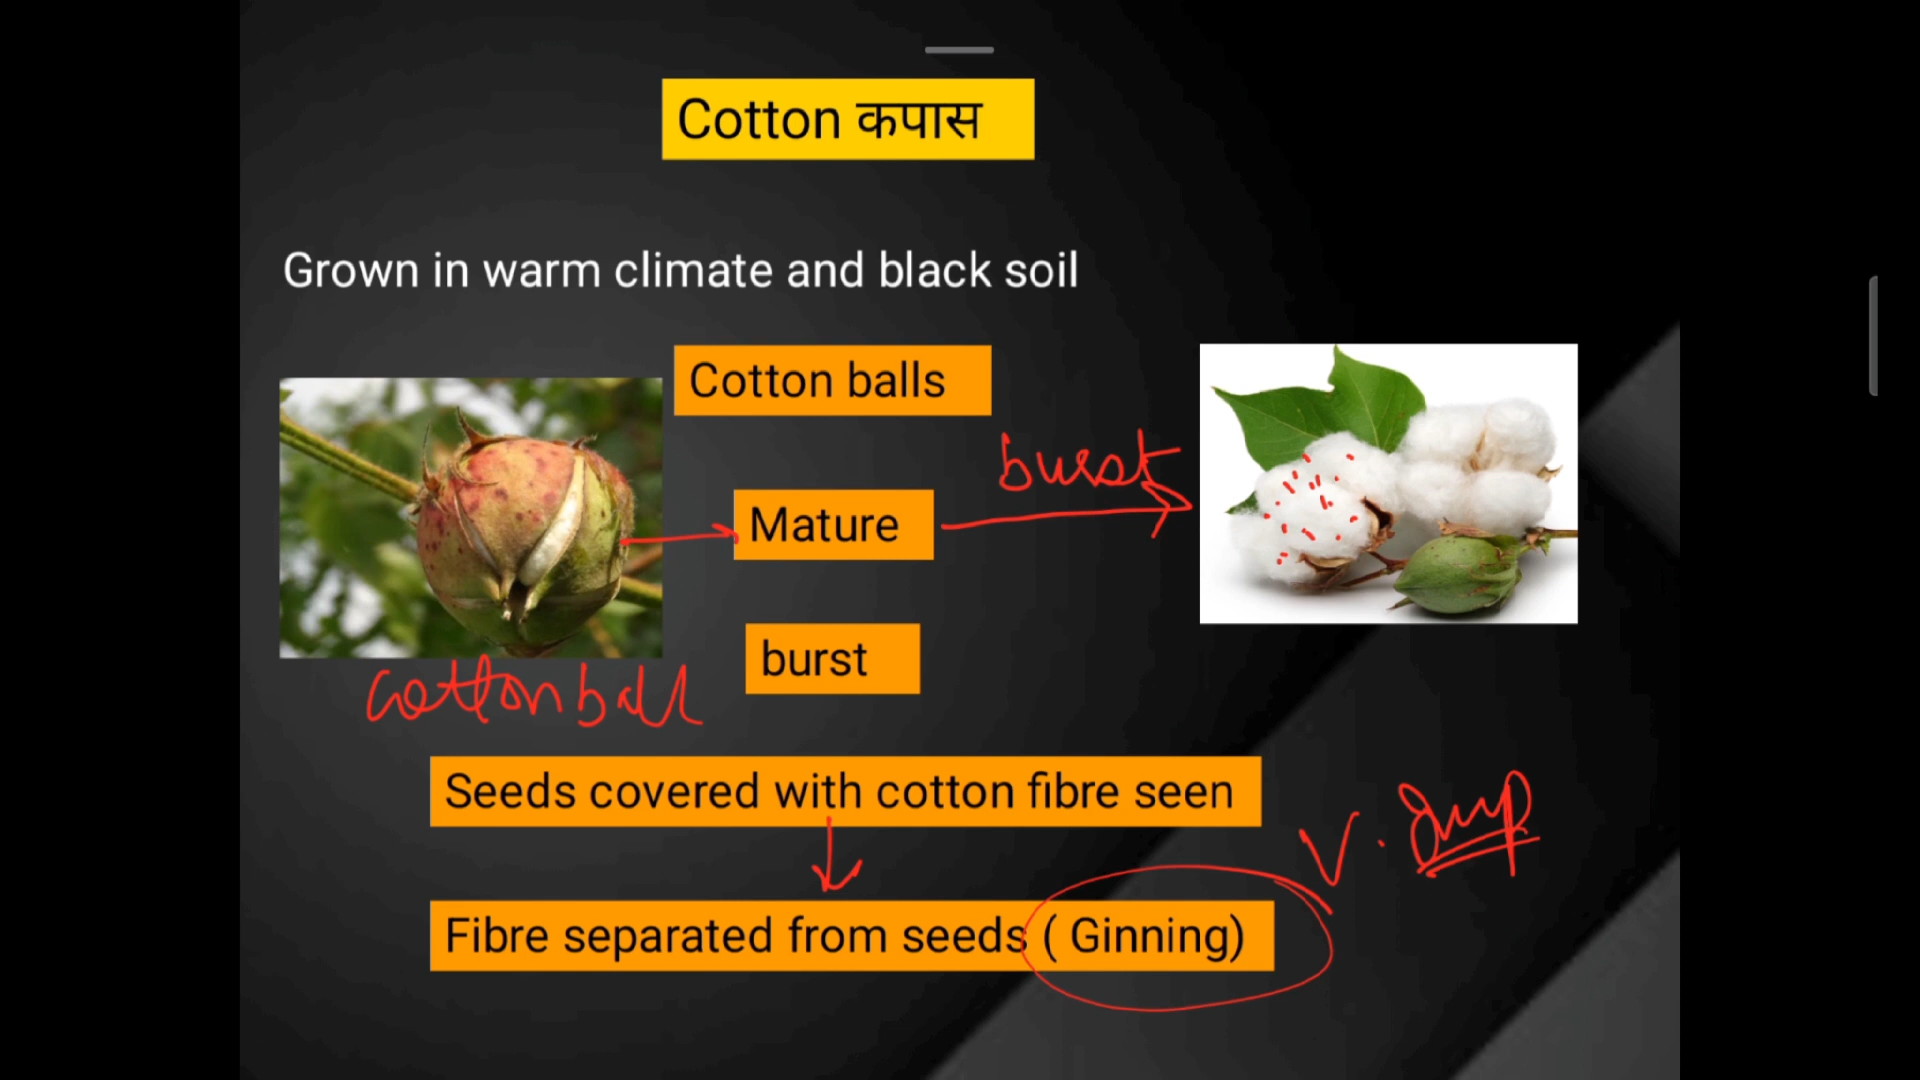 Cotton कपास
Grown in warm climate and black soil
Cotton balls
burst
Mature
burst
cotton ball
Seeds covered with cotton fibre seen
V. Imp
Fibre separated from seeds ( Ginning)